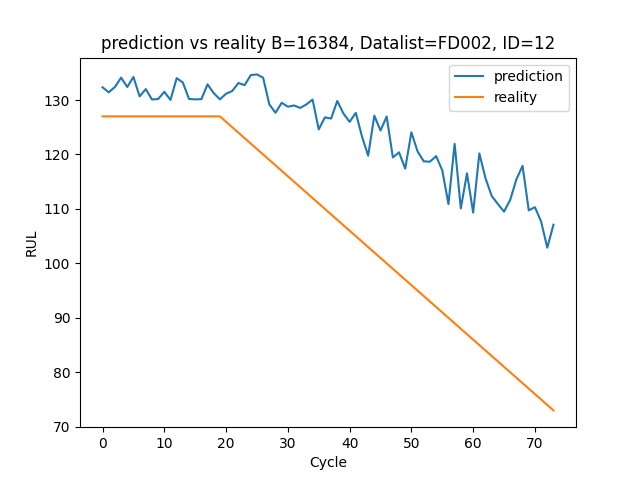 prediction vs reality B=16384, Datalist=FD002, ID=12
prediction
reality
RUL
130
120
110
100
90
80
70
0 10 20 30 40 50 60 70
Cycle